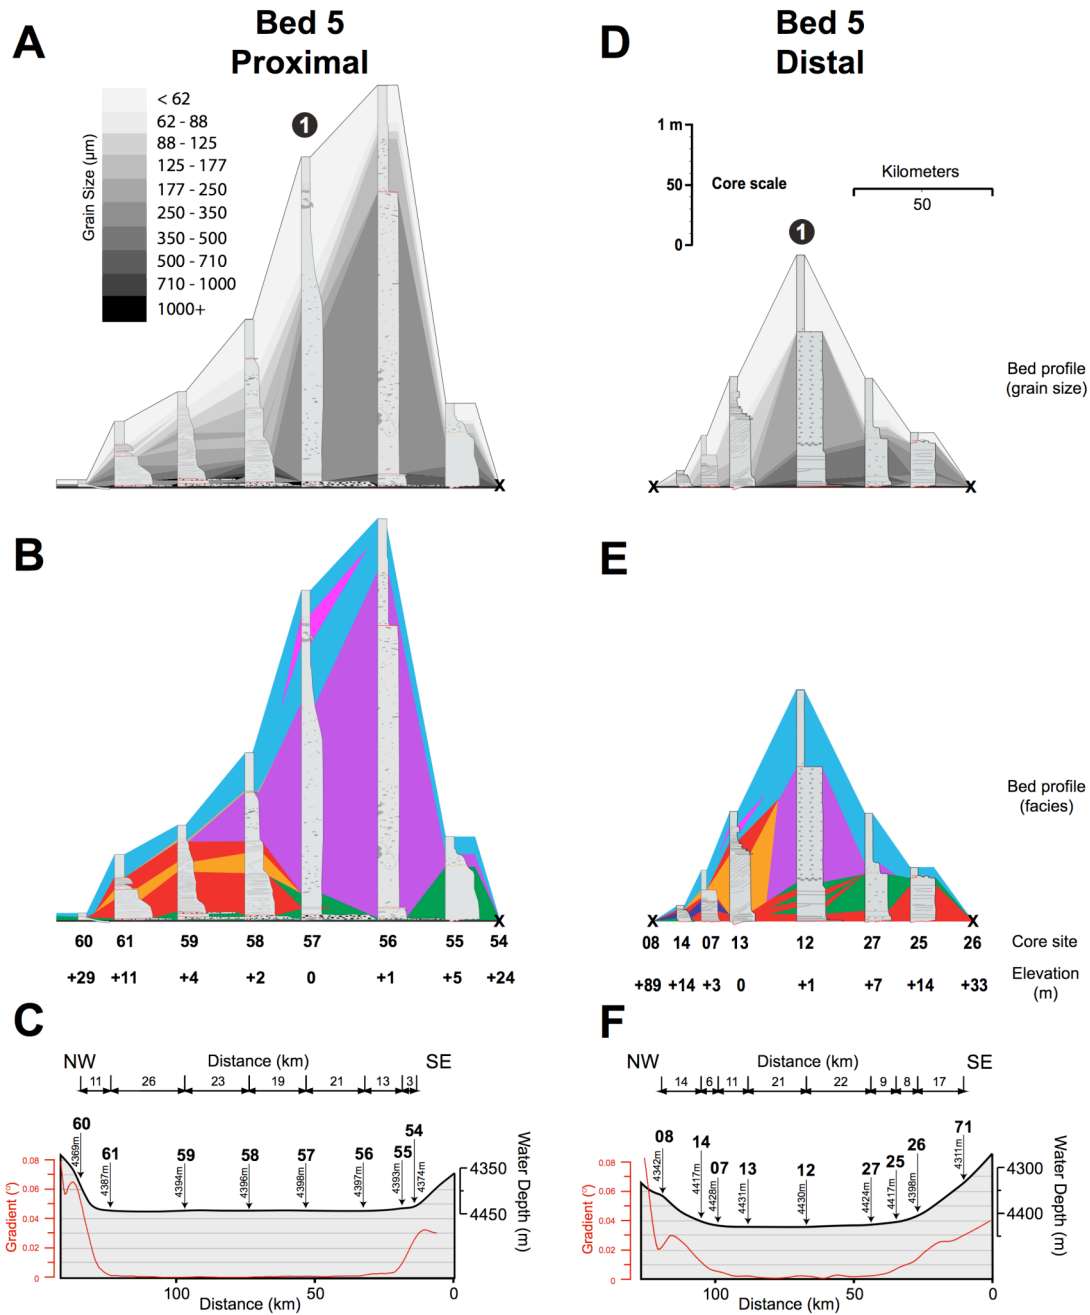 A
Bed 5
Proximal
Grain Size (μm)
< 62
62 - 88
88 - 125
125 - 177
177 - 250
250 - 350
350 - 500
500 - 710
710 - 1000
1000+
1
X
D
Bed 5
Distal
1 m
50
0
Core scale
Kilometers
50
1
X X
Bed profile
(grain size)
B
X
60 61 59 58 57 56 55 54
+29 +11 +4 +2 0 +1 +5 +24
E
Bed profile
(facies)
X X
08 14 07 13 12 27 25 26 Core site
+89 +14 +3 0 +1 +7 +14 +33 Elevation
(m)
C
NW Distance (km) SE
11 26 23 19 21 13 3
60 61 59 58 57 56 55 54
4369m 4387m 4394m 4396m 4398m 4397m 4393m 4374m
Gradient (°)
0.08
0.06
0.04
0.02
0
4350
4450
Water Depth (m)
100 50 0
Distance (km)
F
NW Distance (km) SE
14 6 11 21 22 9 8 17
08 14 07 13 12 27 25 26 71
4342m 4417m 4428m 4431m 4430m 4424m 4417m 4398m 4311m
Gradient (°)
0.08
0.06
0.04
0.02
0
4300
4400
Water Depth (m)
100 50 0
Distance (km)